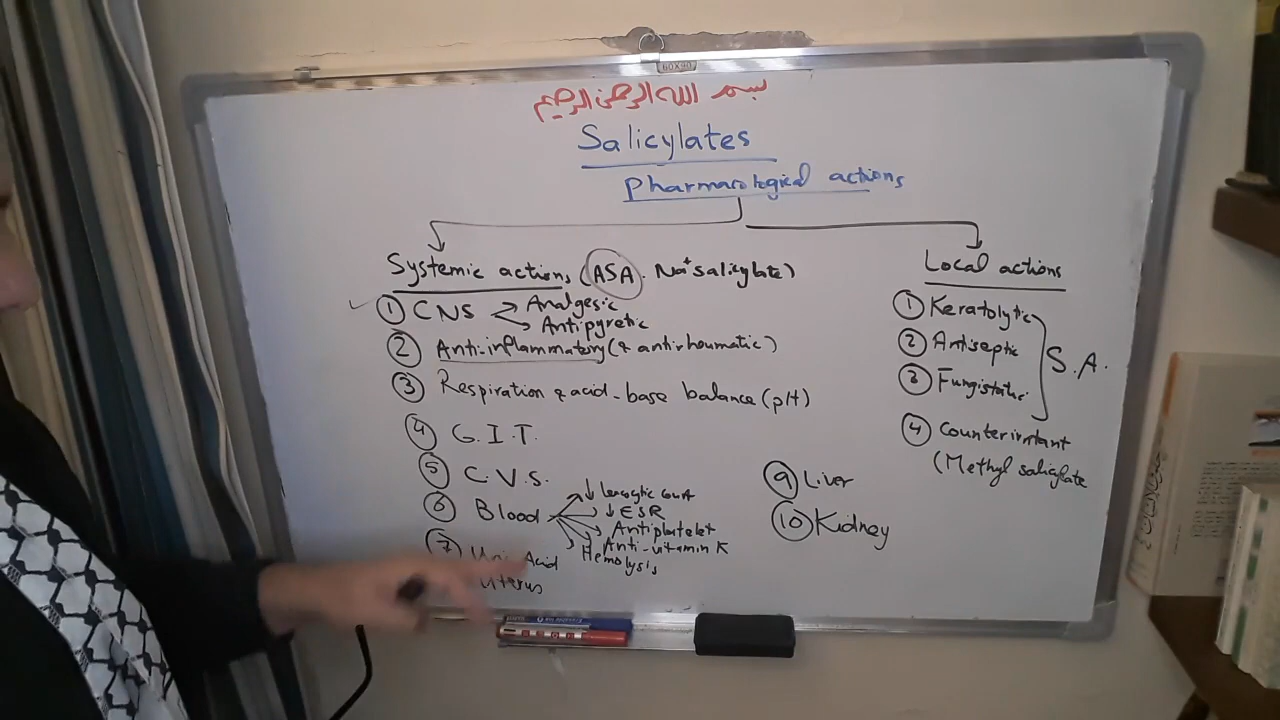 60X90
بسم الله الرحمن الرحيم
Salicylates
Pharmacological actions
Systemic actions (ASA. Na+ salicylate)
① CNS
Analgesic
Antipyretic
② Anti-inflammatory (& antirheumatic)
③ Respiration & acid-base balance (pH)
④ G.I.T.
⑤ C.V.S.
⑥ Blood
↓ Leucocytic count
↓ ESR
Antiplatelet
Anti-vitamin K
Hemolysis
⑦ Uric Acid
Uterus
⑨ Liver
⑩ Kidney
Local actions
① Keratolytic
② Antiseptic
③ Fungistatic
S.A.
④ Counterirritant
(Methyl salicylate